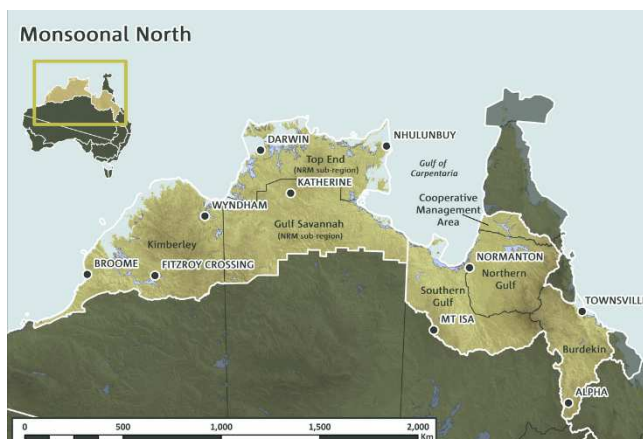 Monsoonal North
DARWIN
NHULUNBUY
Top End
(NRM sub-region)
Gulf of
Carpentaria
KATHERINE
Cooperative
Management
Area
WYNDHAM
Gulf Savannah
(NRM sub-region)
Kimberley
BROOME
FITZROY CROSSING
NORMANTON
Northern
Gulf
Southern
Gulf
TOWNSVILL
MT ISA
Burdekin
ALPHA
0
500
1,000
1,500
2,000
Km